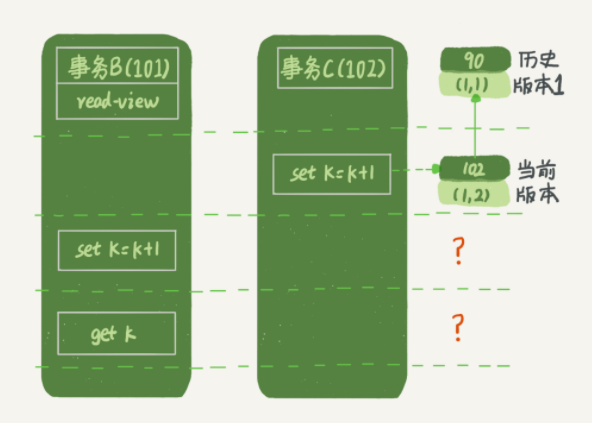 事务B(101)
read-view
事务C(102)
90
(1,1)
历史
版本1
set k=k+1
102
(1,2)
当前
版本
set k=k+1
?
get k
?